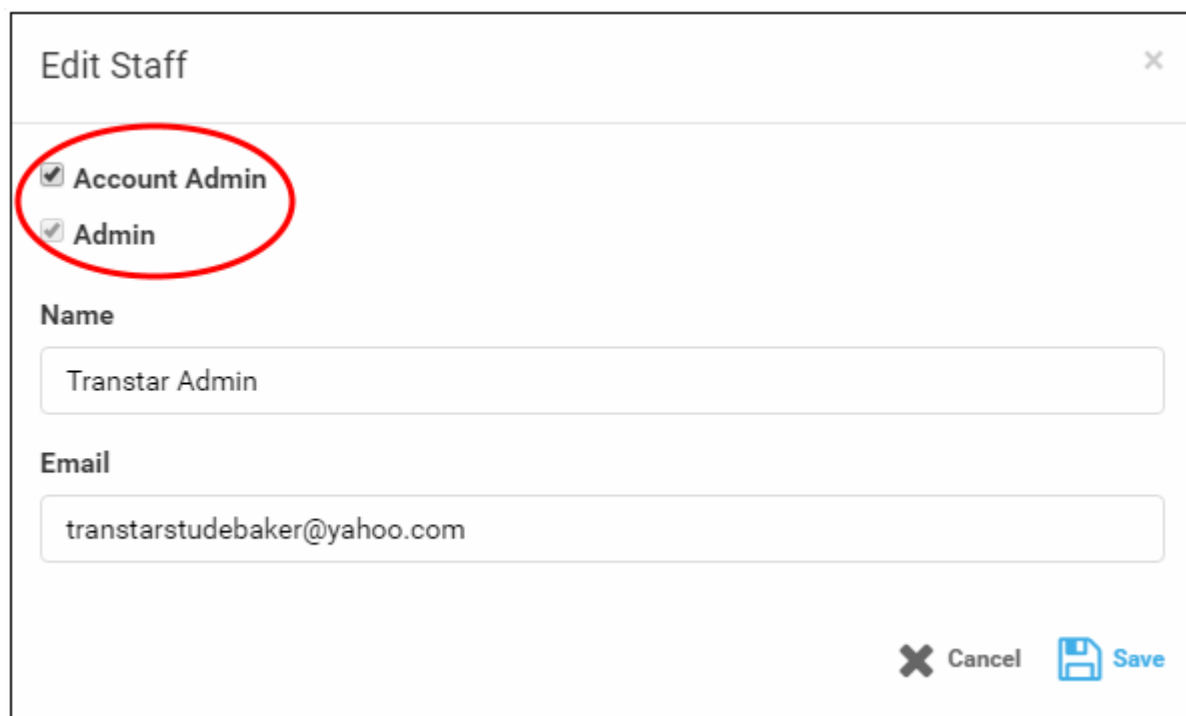 Edit Staff
Account Admin
Admin
Name
Transtar Admin
Email
transtarstudebaker@yahoo.com
Cancel Save